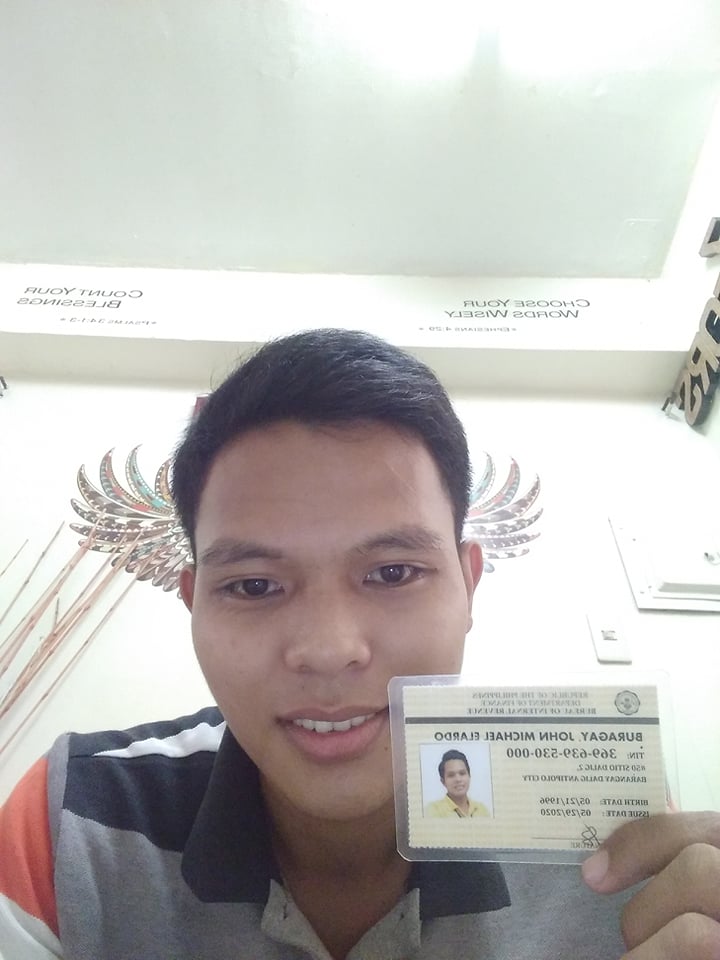 COUNT YOUR
BLESSINGS
PSALMS 34:1-3
CHOOSE YOUR
WORDS WISELY
EPHESIANS 4:29
REPUBLIC OF THE PHILIPPINES
DEPARTMENT OF FINANCE
BUREAU OF INTERNAL REVENUE
BURAGAY, JOHN MICHAEL ELARDO
TIN: 369-639-530-000
#50 SITIO DALIG 2,
BARANGAY DALIG ANTIPOLO CITY
BIRTH DATE: 05/21/1996
ISSUE DATE: 05/29/2020